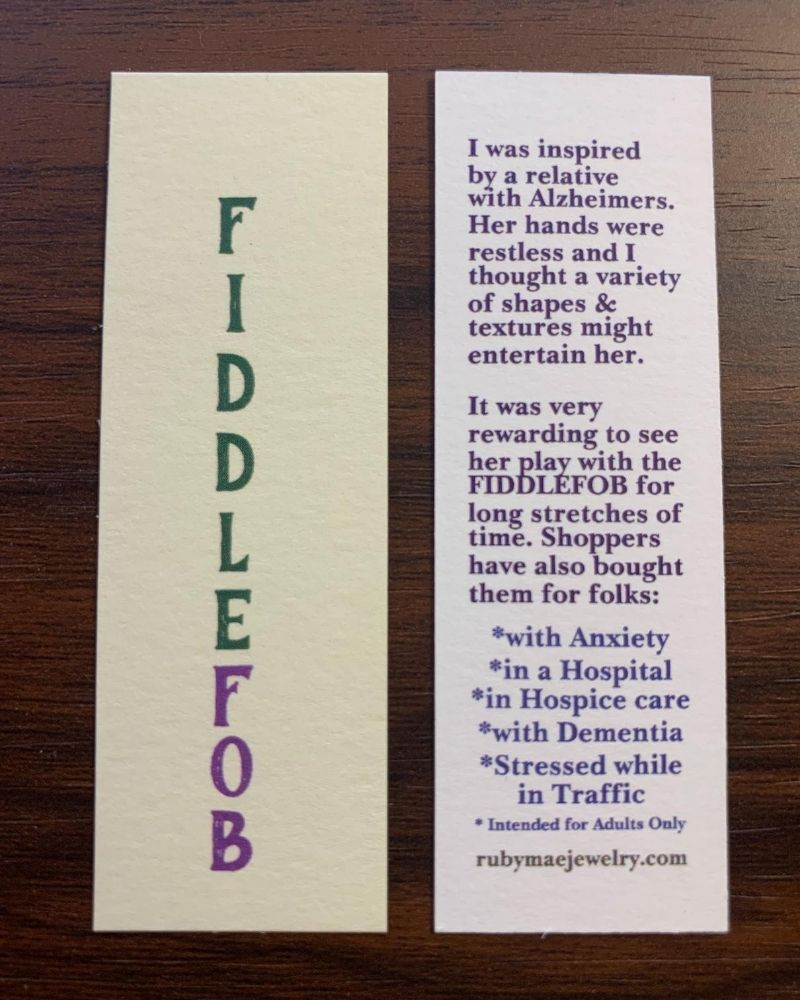 FIDDLEFOB
I was inspired
by a relative
with Alzheimers.
Her hands were
restless and I
thought a variety
of shapes &
textures might
entertain her.
It was very
rewarding to see
her play with the
FIDDLEFOB for
long stretches of
time. Shoppers
have also bought
them for folks:
*with Anxiety
*in a Hospital
*in Hospice care
*with Dementia
*Stressed while
in Traffic
* Intended for Adults Only
rubymaejewelry.com